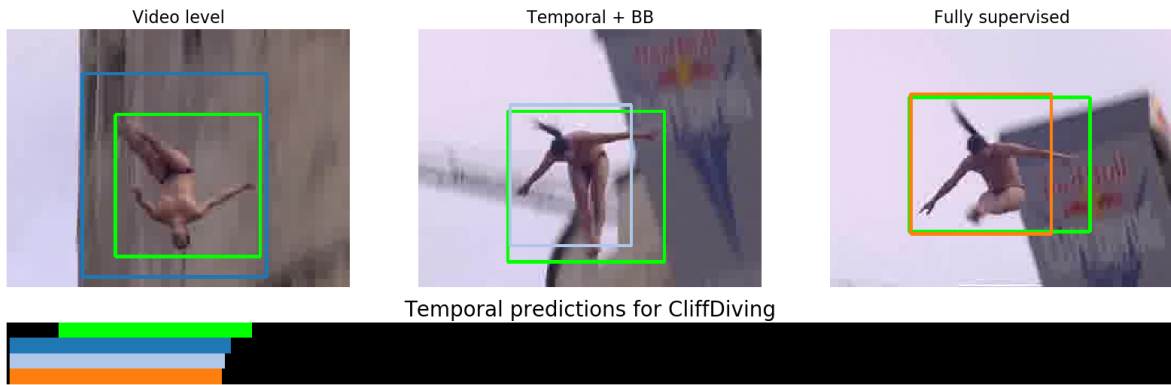 Video level
Temporal + BB
Fully supervised
Temporal predictions for CliffDiving